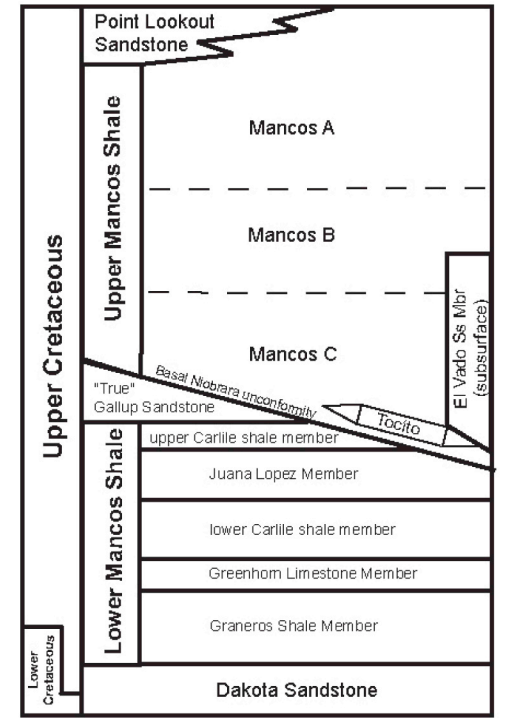 Point Lookout
Sandstone
Upper Cretaceous
Upper Mancos Shale
Mancos A
Mancos B
Mancos C
El Vado Ss Mbr
(subsurface)
Basal Niobrara unconformity
"True"
Gallup Sandstone
Tocito
Lower Mancos Shale
upper Carlile shale member
Juana Lopez Member
lower Carlile shale member
Greenhorn Limestone Member
Graneros Shale Member
Lower
Cretaceous
Dakota Sandstone